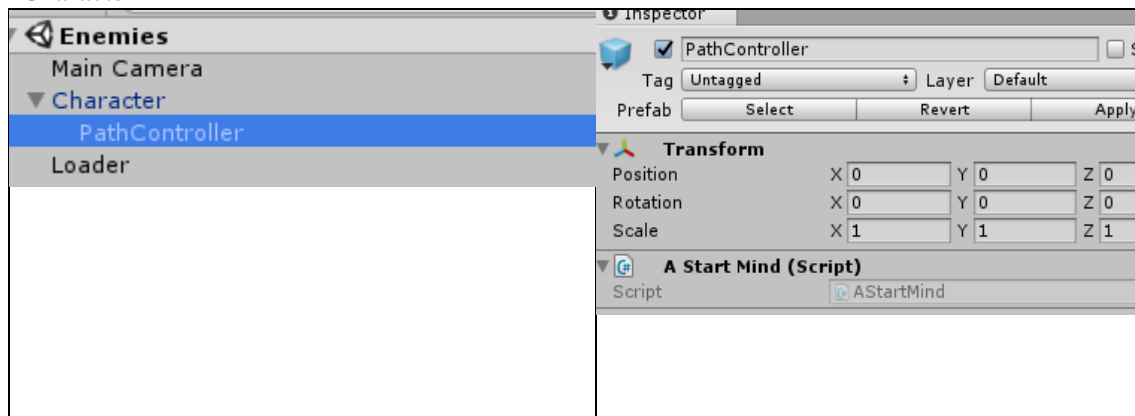 Enemies
Main Camera
Character
PathController
Loader
Inspector
PathController
Tag Untagged Layer Default
Prefab Select Revert Apply
Transform
Position X 0 Y 0 Z 0
Rotation X 0 Y 0 Z 0
Scale X 1 Y 1 Z 1
A Start Mind (Script)
Script AStartMind